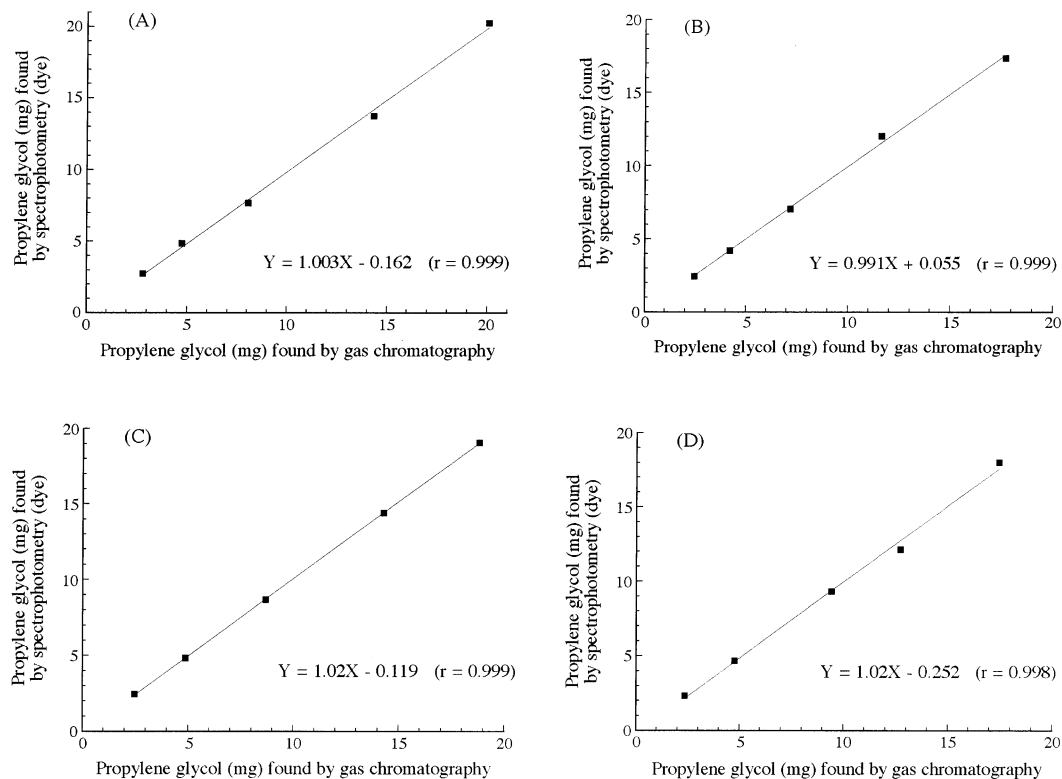 (A)
Propylene glycol (mg) found
by spectrophotometry (dye)
20
15
10
5
0
Y = 1.003X - 0.162 (r = 0.999)
0 5 10 15 20
Propylene glycol (mg) found by gas chromatography
(B)
Propylene glycol (mg) found
by spectrophotometry (dye)
20
15
10
5
0
Y = 0.991X + 0.055 (r = 0.999)
0 5 10 15 20
Propylene glycol (mg) found by gas chromatography
(C)
Propylene glycol (mg) found
by spectrophotometry (dye)
20
15
10
5
0
Y = 1.02X - 0.119 (r = 0.999)
0 5 10 15 20
Propylene glycol (mg) found by gas chromatography
(D)
Propylene glycol (mg) found
by spectrophotometry (dye)
20
15
10
5
0
Y = 1.02X - 0.252 (r = 0.998)
0 5 10 15 20
Propylene glycol (mg) found by gas chromatography